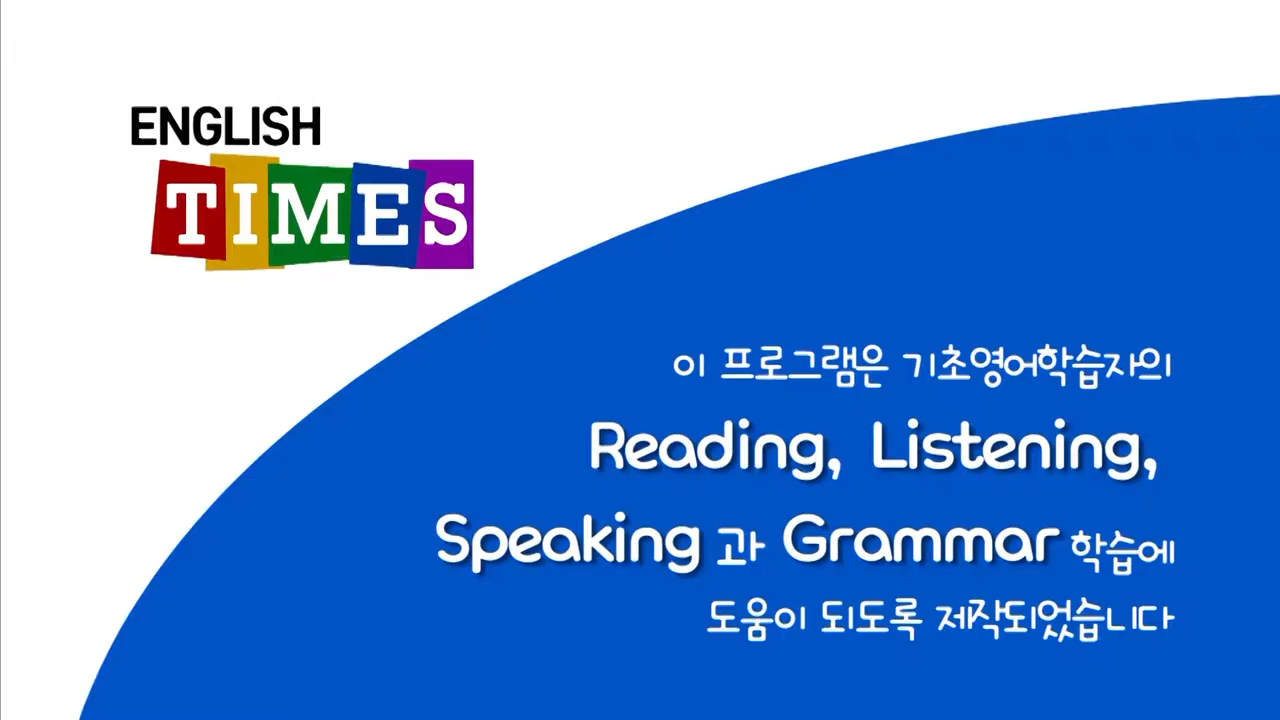 ENGLISH
TIMES
이 프로그램은 기초영어학습자의
Reading, Listening,
Speaking 과 Grammar 학습에
도움이 되도록 제작되었습니다